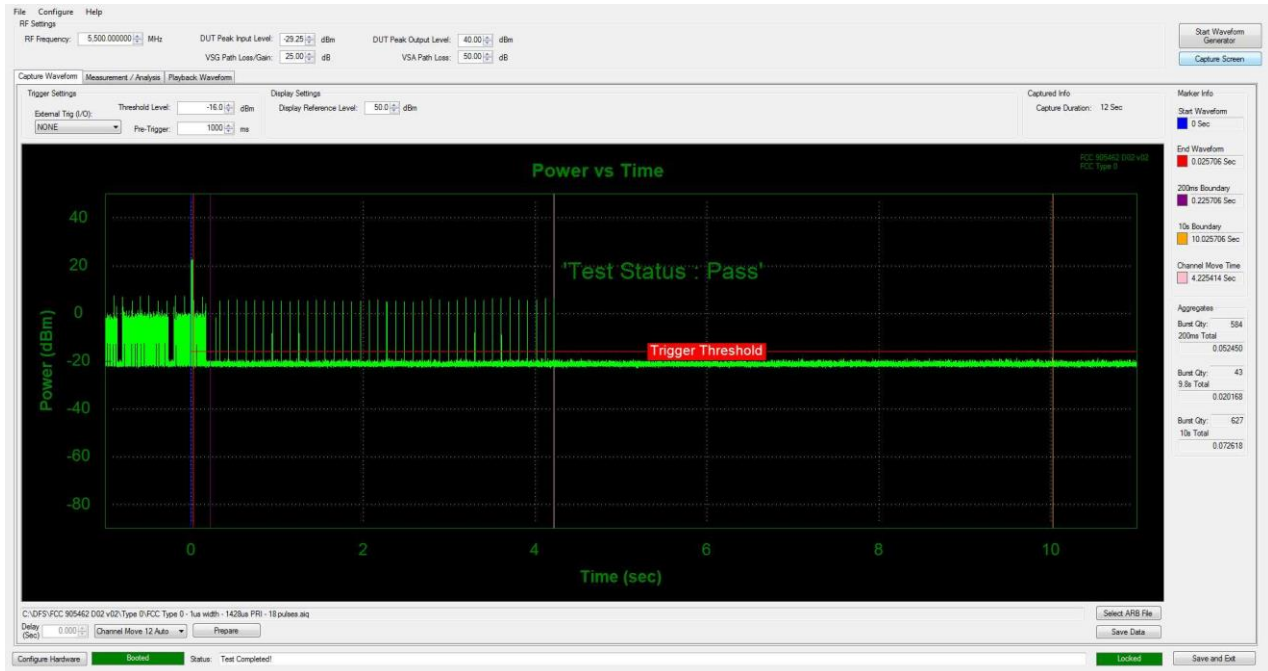 File Configure Help
RF Settings
RF Frequency: 5,500.000000 MHz DUT Peak Input Level: -29.25 dBm DUT Peak Output Level: 40.00 dBm
VSG Path Loss/Gain: 25.00 dB VSA Path Loss: 50.00 dB
Start Waveform Generator
Capture Screen
Capture Waveform Measurement / Analysis Playback Waveform
Trigger Settings Display Settings Captured Info Marker Info
External Trig (I/O): Threshold Level: -16.0 dBm Display Reference Level: 50.0 dBm Capture Duration: 12 Sec
NONE Pre-Trigger: 1000 ms
Start Waveform
0 Sec
End Waveform
0.025706 Sec
200ms Boundary
0.225706 Sec
10s Boundary
10.025706 Sec
Channel Move Time
4.225414 Sec
Aggregates
Burst Qty: 584
200ms Total
0.052450
Burst Qty: 43
9.8s Total
0.020168
Burst Qty: 627
10s Total
0.072618
Power vs Time
FCC 905462 D02 v02
FCC Type 0
'Test Status : Pass'
Trigger Threshold
Power (dBm)
40
20
0
-20
-40
-60
-80
0 2 4 6 8 10
Time (sec)
C:\DFS\FCC 905462 D02 v02\Type 0\FCC Type 0 - 1us width - 1428us PRI - 18 pulses.aiq Select ARB File
Delay (Sec) 0.000 Channel Move 12 Auto Prepare Save Data
Configure Hardware Booted Status: Test Completed! Locked Save and Exit